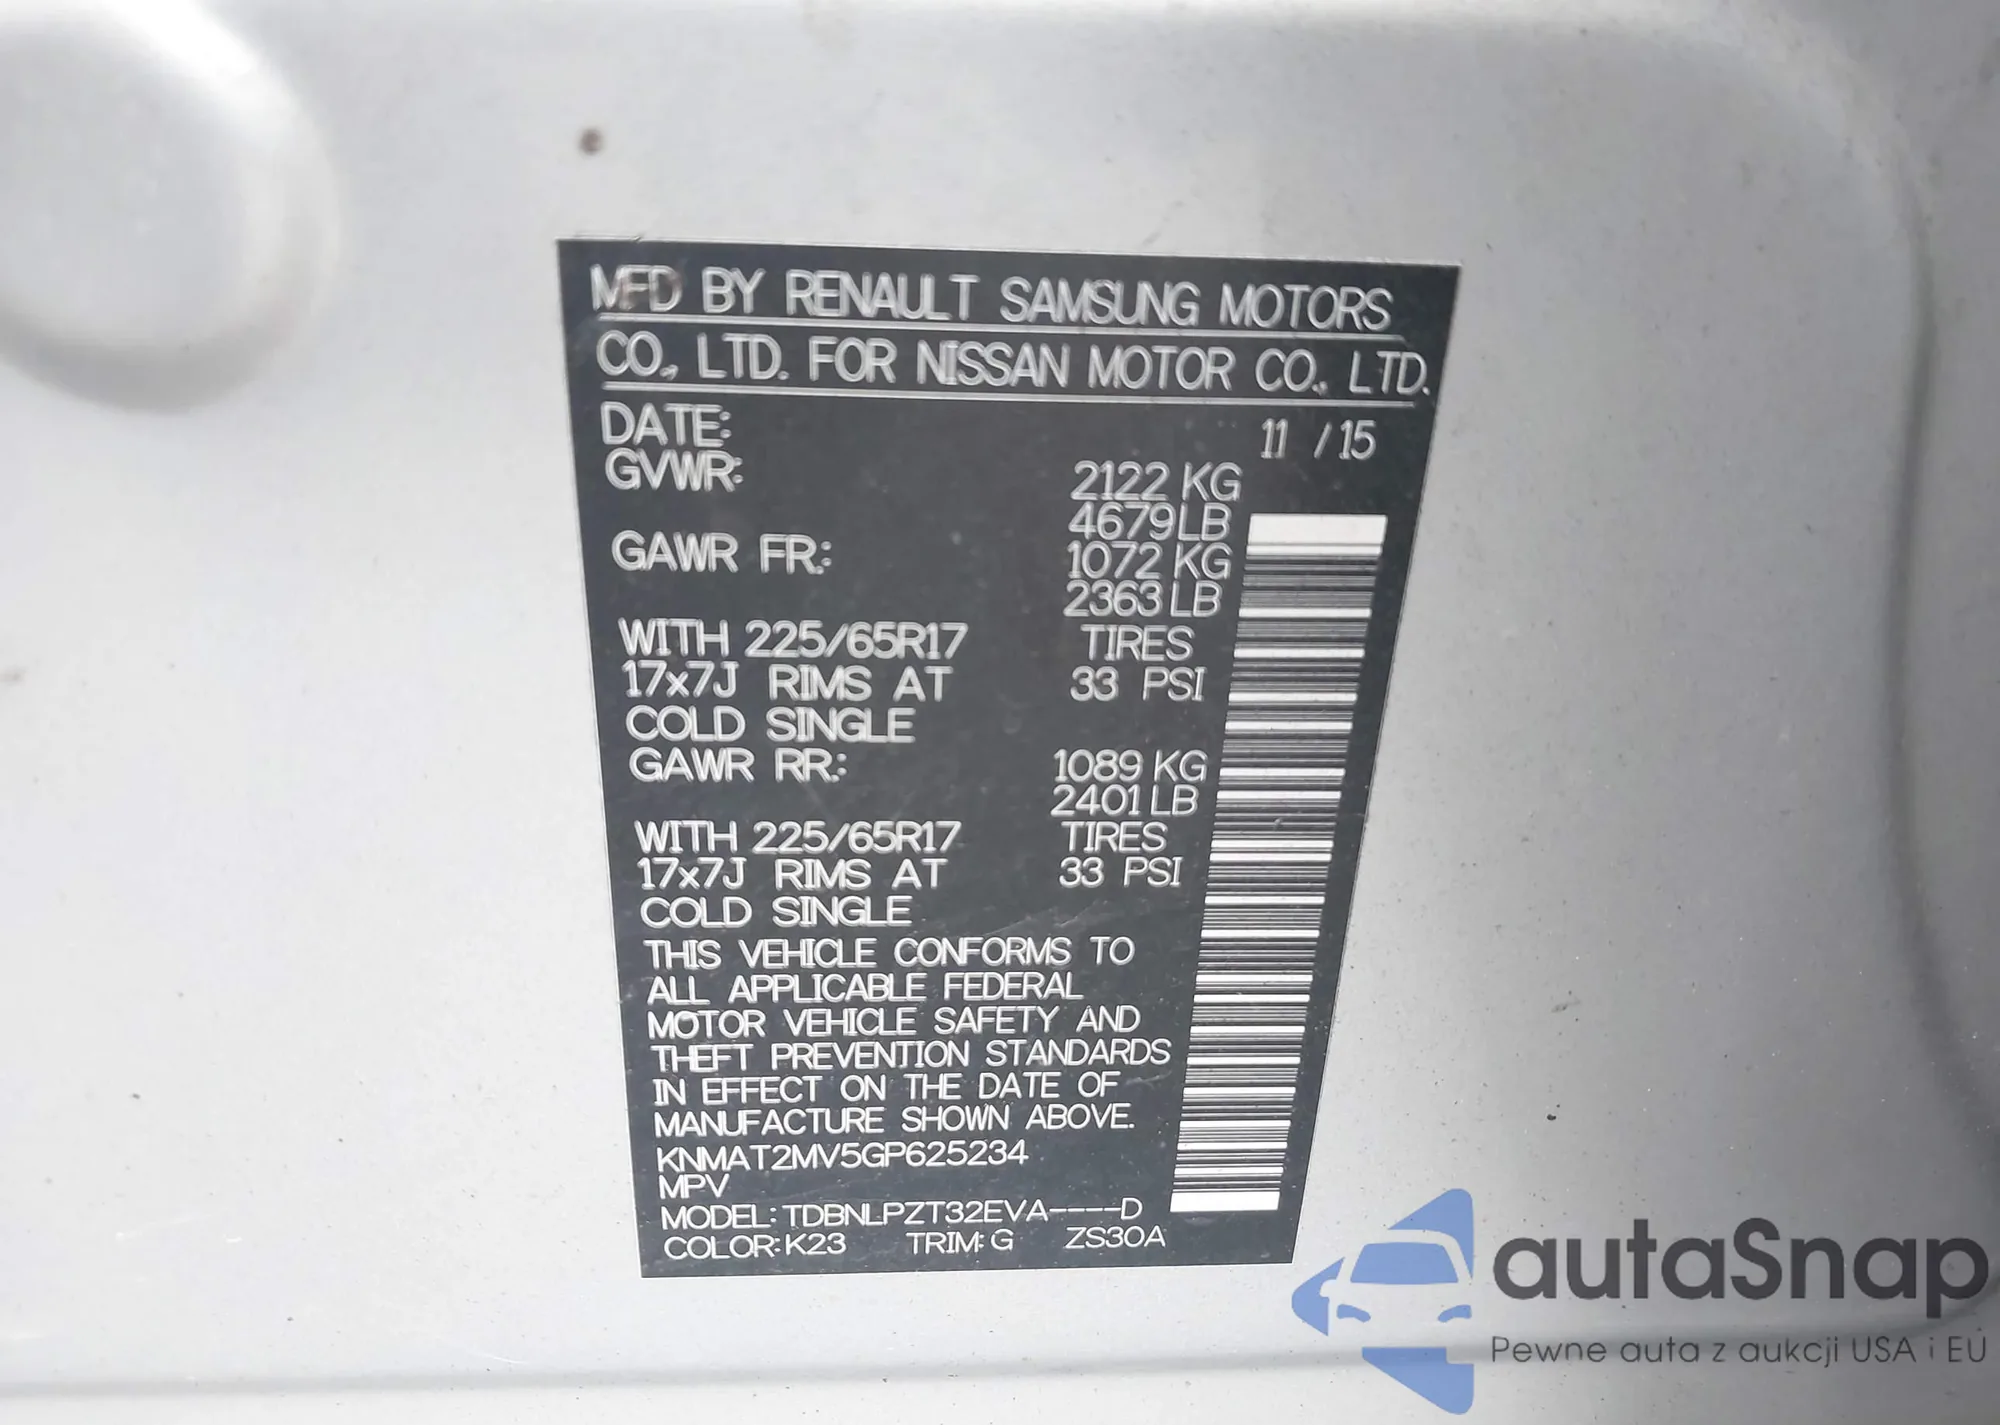 MFD BY RENAULT SAMSUNG MOTORS
CO., LTD. FOR NISSAN MOTOR CO., LTD.
DATE: 11 / 15
GVWR: 2122 KG
4679 LB
GAWR FR.: 1072 KG
2363 LB
WITH 225/65R17 TIRES
17x7J RIMS AT 33 PSI
COLD SINGLE
GAWR RR.: 1089 KG
2401 LB
WITH 225/65R17 TIRES
17x7J RIMS AT 33 PSI
COLD SINGLE
THIS VEHICLE CONFORMS TO
ALL APPLICABLE FEDERAL
MOTOR VEHICLE SAFETY AND
THEFT PREVENTION STANDARDS
IN EFFECT ON THE DATE OF
MANUFACTURE SHOWN ABOVE.
KNMAT2MV5GP625234
MPV
MODEL: TDBNLPZT32EVA----D
COLOR: K23 TRIM: G ZS30A
autaSnap
Pewne auta z aukcji USA i EU